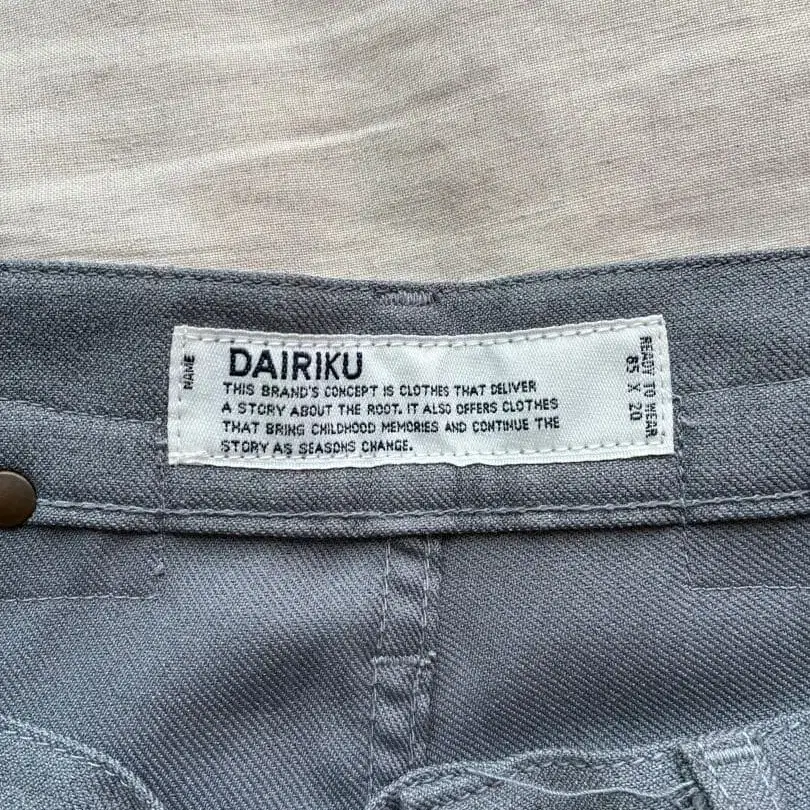 NAME
DAIRIKU
THIS BRAND'S CONCEPT IS CLOTHES THAT DELIVER
A STORY ABOUT THE ROOT. IT ALSO OFFERS CLOTHES
THAT BRING CHILDHOOD MEMORIES AND CONTINUE THE
STORY AS SEASONS CHANGE.
READY TO WEAR
85 X 20